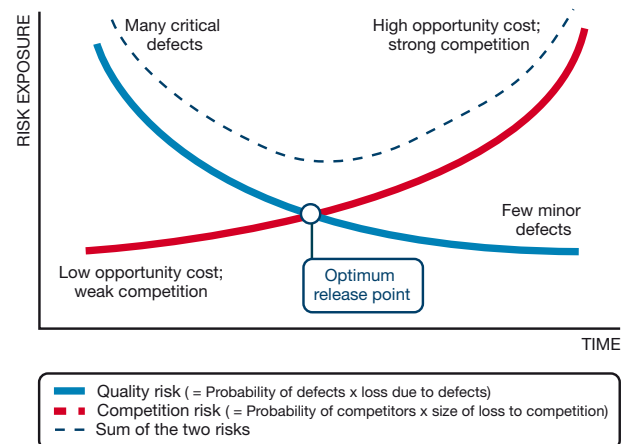 RISK EXPOSURE
Many critical
defects
High opportunity cost;
strong competition
Few minor
defects
Low opportunity cost;
weak competition
Optimum
release point
TIME
Quality risk ( = Probability of defects x loss due to defects)
Competition risk (= Probability of competitors x size of loss to competition)
Sum of the two risks